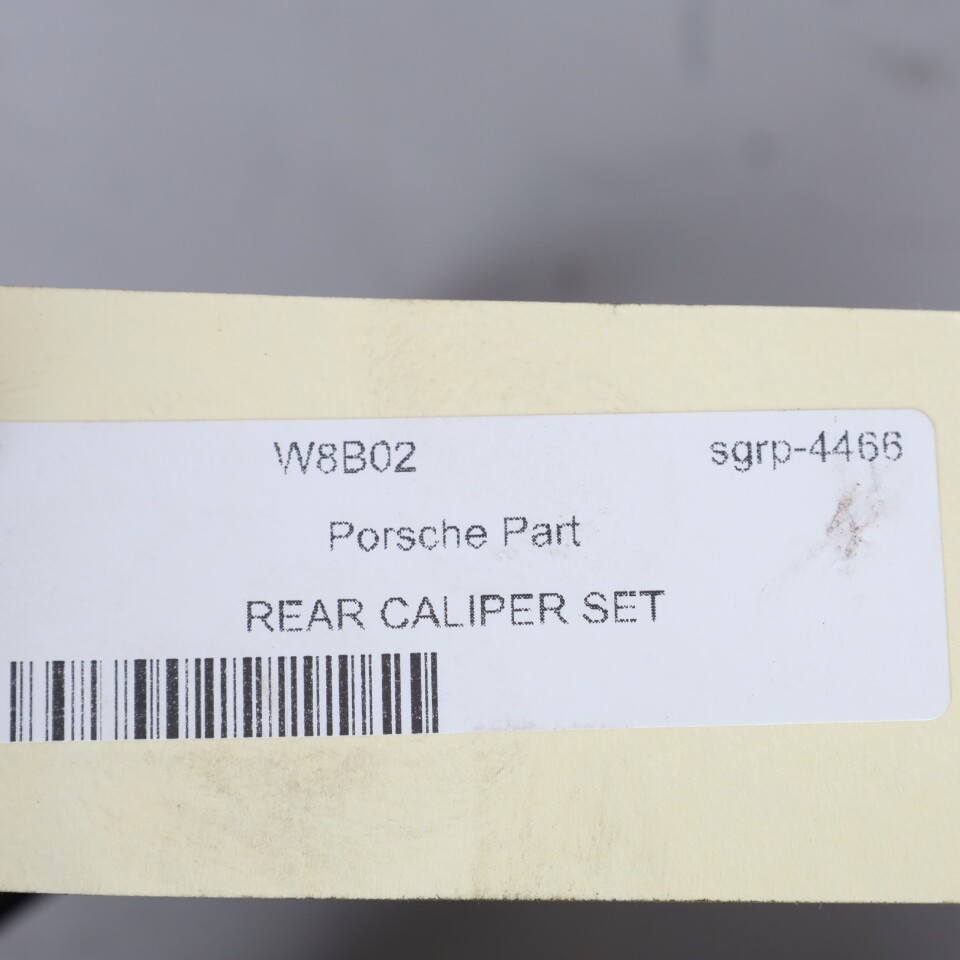 W8B02 sgrp-4466
Porsche Part
REAR CALIPER SET